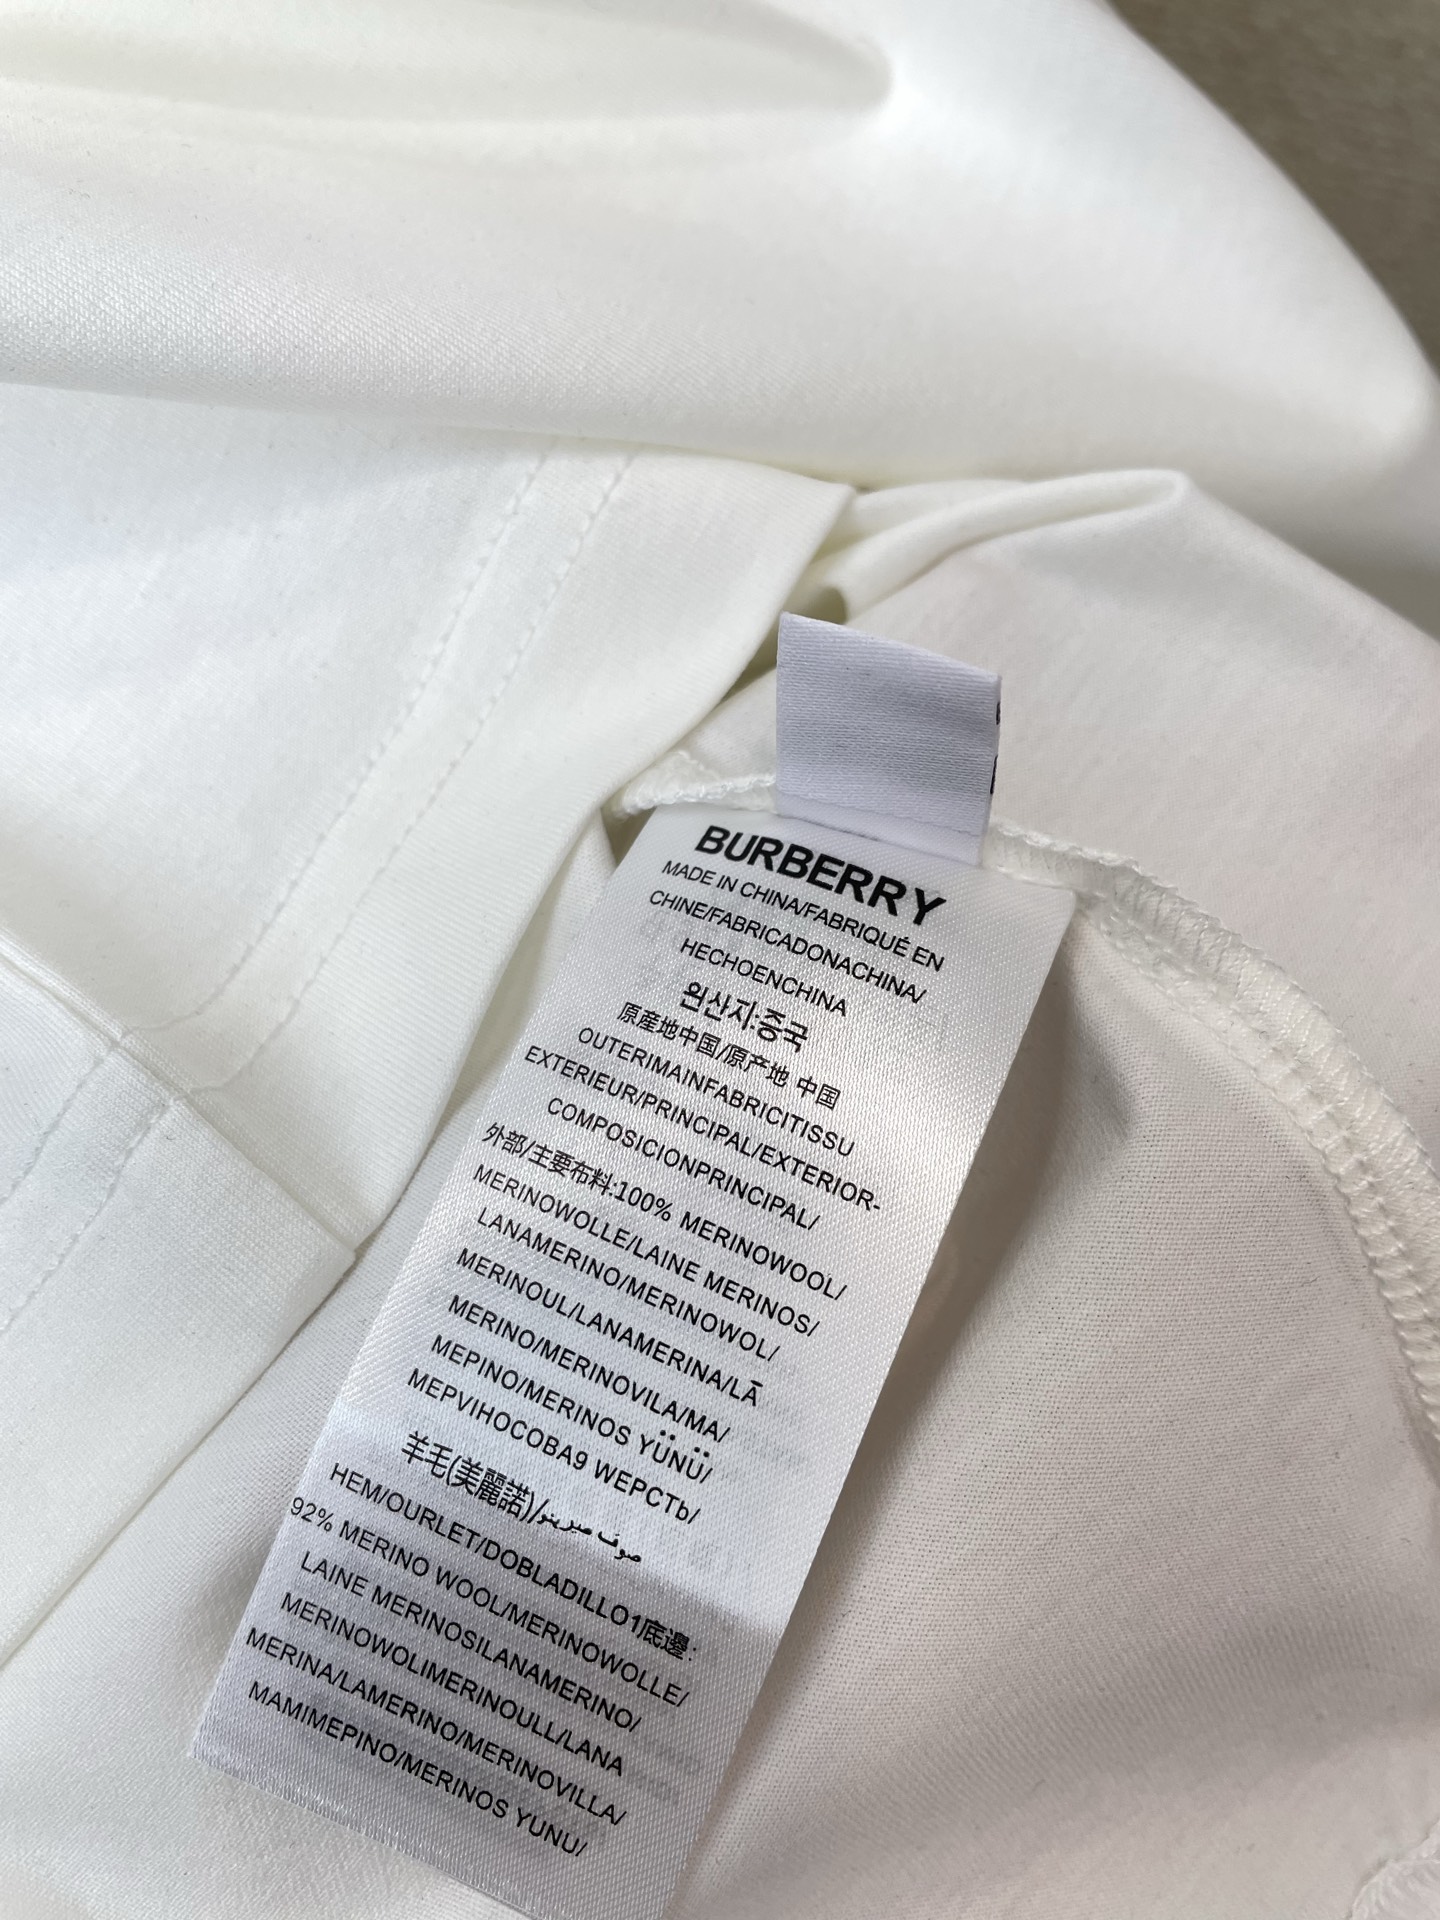 BURBERRY
MADE IN CHINA/FABRIQUÉ EN
CHINE/FABRICADONACHINA/
HECHOENCHINA
원산지:중국
原産地中国/原产地 中国
OUTERIMAINFABRICITISSU
EXTERIEUR/PRINCIPAL/EXTERIOR-
COMPOSICIONPRINCIPAL/
外部/主要布料:100% MERINOWOOL/
MERINOWOLLE/LAINE MERINOS/
LANAMERINO/MERINOWOL/
MERINOUL/LANAMERINA/LĀ
MERINO/MERINOVILA/MA/
MEPINO/MERINOS YÜNÜ/
MEPVIHOCOBA9 WEPCTb/
羊毛(美麗諾)/صوف ميرينو
HEM/OURLET/DOBLADILLO1底邊:
92% MERINO WOOL/MERINOWOLLE/
LAINE MERINOSILANAMERINO/
MERINOWOLIMERINOULL/LANA
MERINA/LAMERINO/MERINOVILLA/
MAMIMEPINO/MERINOS YUNU/